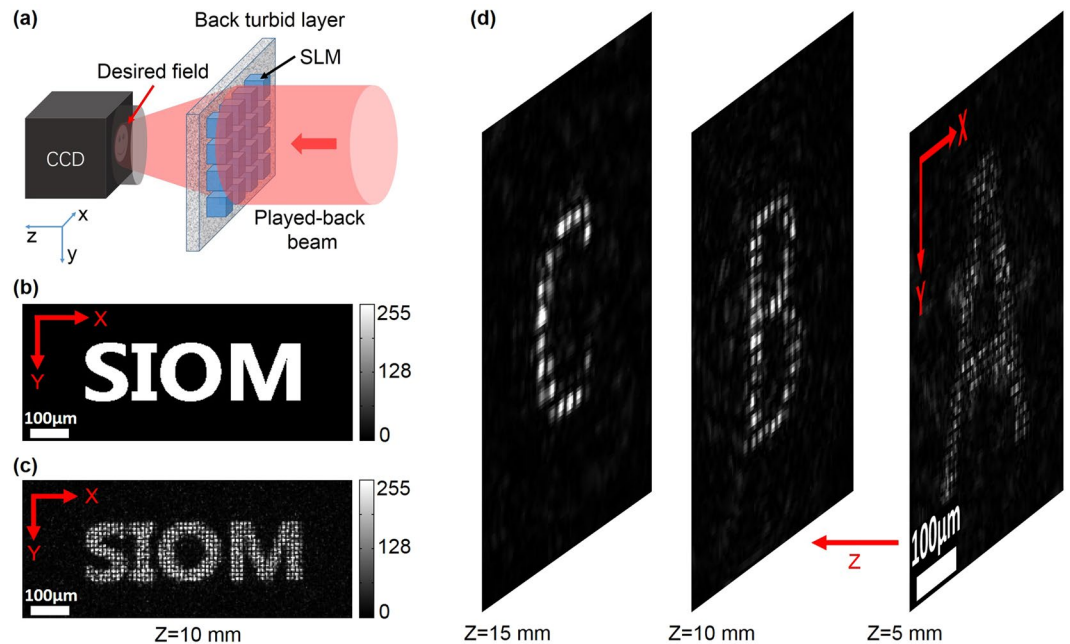 (a)
Back turbid layer
SLM
Desired field
CCD
Played-back
beam
x
z
y
(b)
X
Y
SIOM
100μm
255
128
0
(c)
X
Y
SIOM
100μm
255
128
0
Z=10 mm
(d)
C
B
A
X
Y
100μm
Z
Z=15 mm
Z=10 mm
Z=5 mm